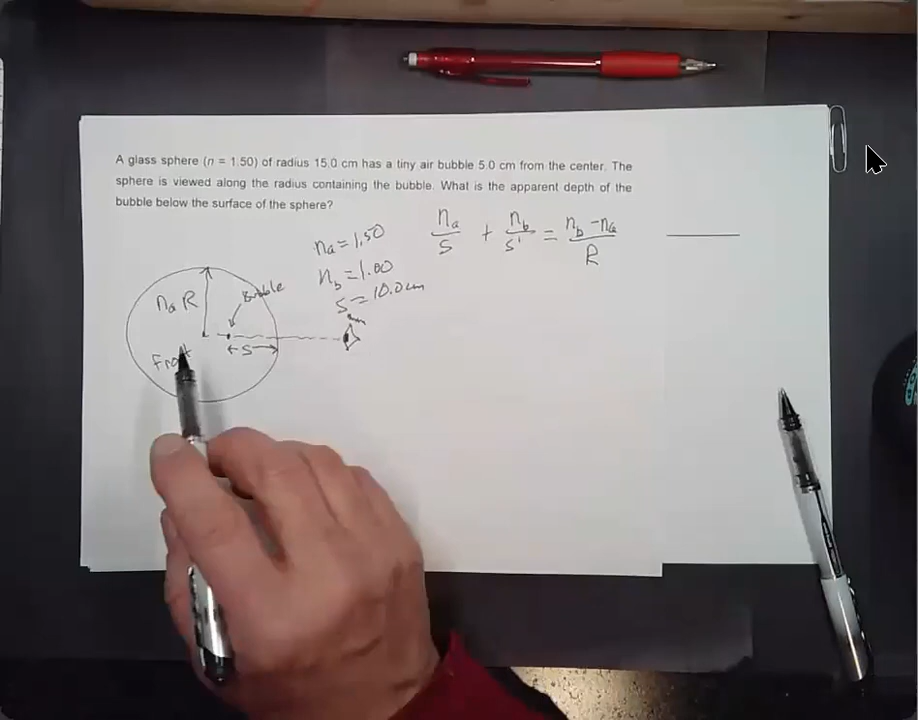 A glass sphere (n = 1.50) of radius 15.0 cm has a tiny air bubble 5.0 cm from the center. The
sphere is viewed along the radius containing the bubble. What is the apparent depth of the
bubble below the surface of the sphere?
na = 1.50
nb = 1.00
s = 10.0cm
na/s + nb/s' = nb - na/R
na R
Bubble
s